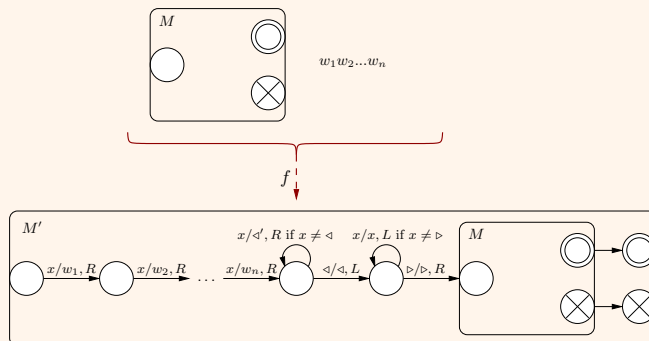 M
w₁w₂...wₙ
f
M′
x/◃′, R if x ≠ ◃
x/x, L if x ≠ ▹
M
x/w₁, R
x/w₂, R
...
x/wₙ, R
◃/◃, L
▹/▹, R